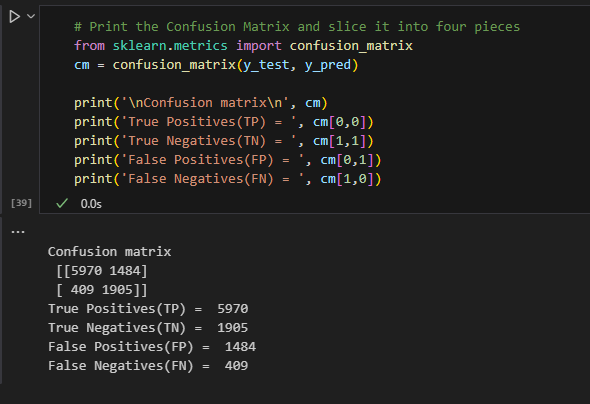 # Print the Confusion Matrix and slice it into four pieces
from sklearn.metrics import confusion_matrix
cm = confusion_matrix(y_test, y_pred)
print('\nConfusion matrix\n', cm)
print('True Positives(TP) = ', cm[0,0])
print('True Negatives(TN) = ', cm[1,1])
print('False Positives(FP) = ', cm[0,1])
print('False Negatives(FN) = ', cm[1,0])
[39] ✓ 0.0s
...
Confusion matrix
[[5970 1484]
[ 409 1905]]
True Positives(TP) =  5970
True Negatives(TN) =  1905
False Positives(FP) =  1484
False Negatives(FN) =  409